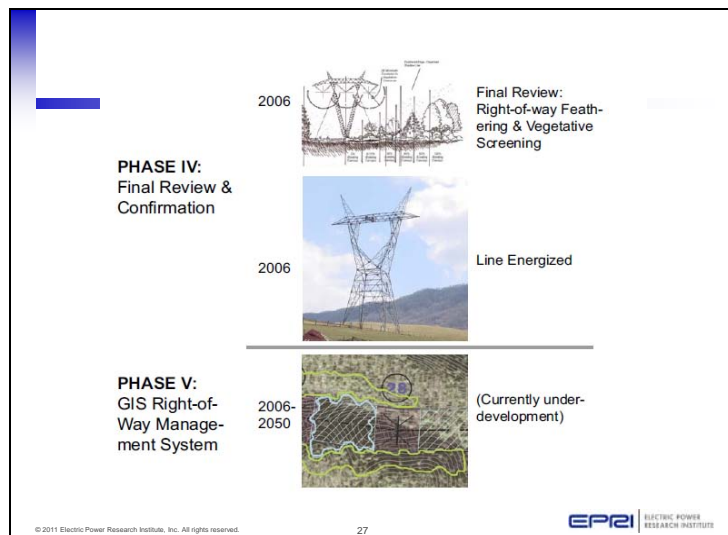 2006
Final Review:
Right-of-way Feath-
ering & Vegetative
Screening
PHASE IV:
Final Review &
Confirmation
2006
Line Energized
PHASE V:
GIS Right-of-
Way Manage-
ment System
2006-
2050
28
(Currently under-
development)
© 2011 Electric Power Research Institute, Inc. All rights reserved.
27
EPRI
ELECTRIC POWER
RESEARCH INSTITUTE